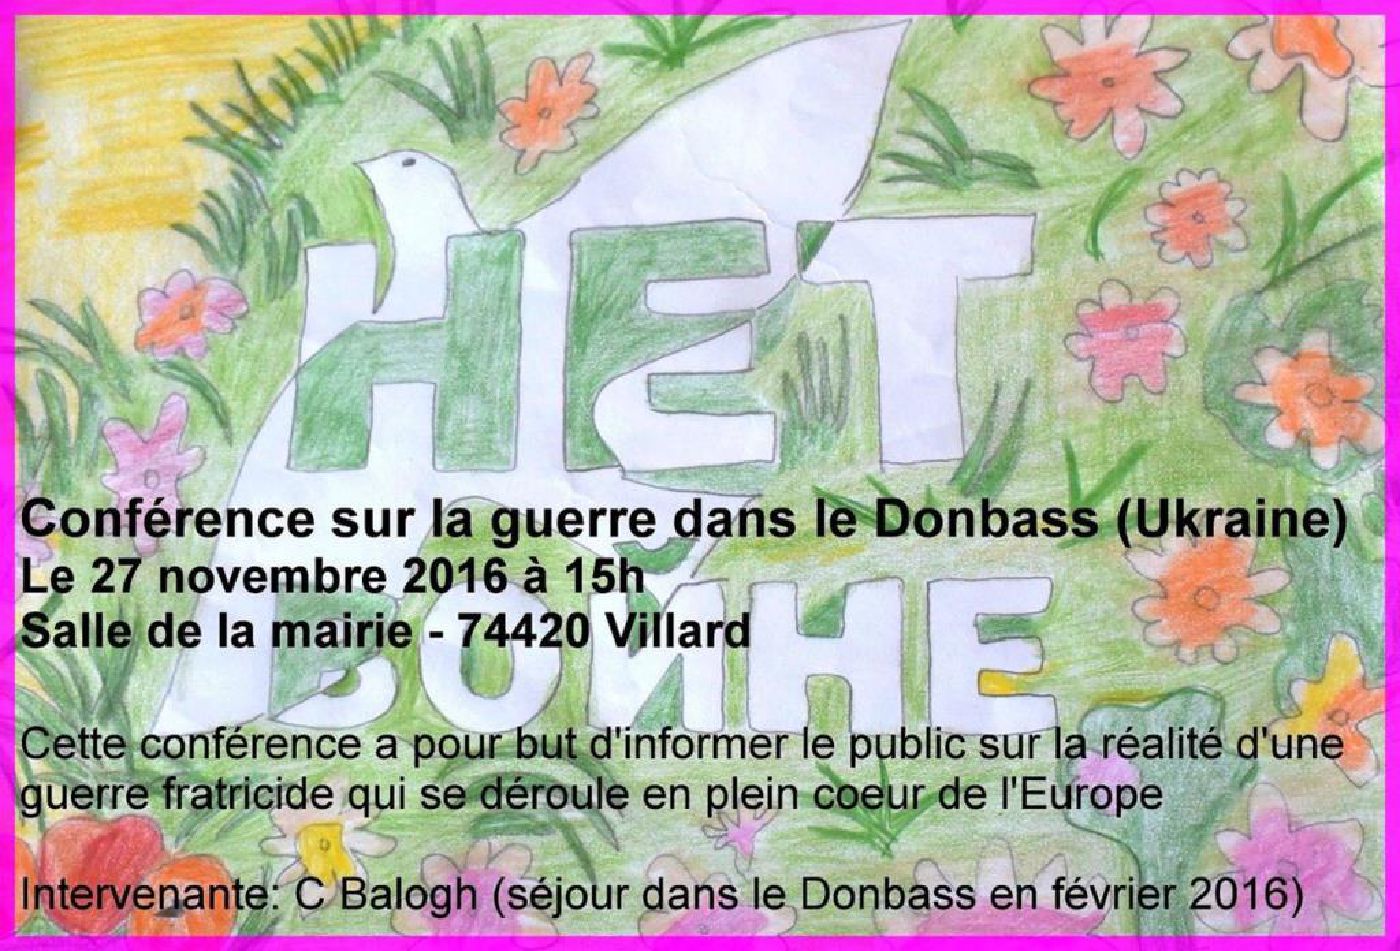 НЕТ
ВОЙНЕ
Conférence sur la guerre dans le Donbass (Ukraine)
Le 27 novembre 2016 à 15h
Salle de la mairie - 74420 Villard
Cette conférence a pour but d'informer le public sur la réalité d'une
guerre fratricide qui se déroule en plein coeur de l'Europe
Intervenante: C Balogh (séjour dans le Donbass en février 2016)